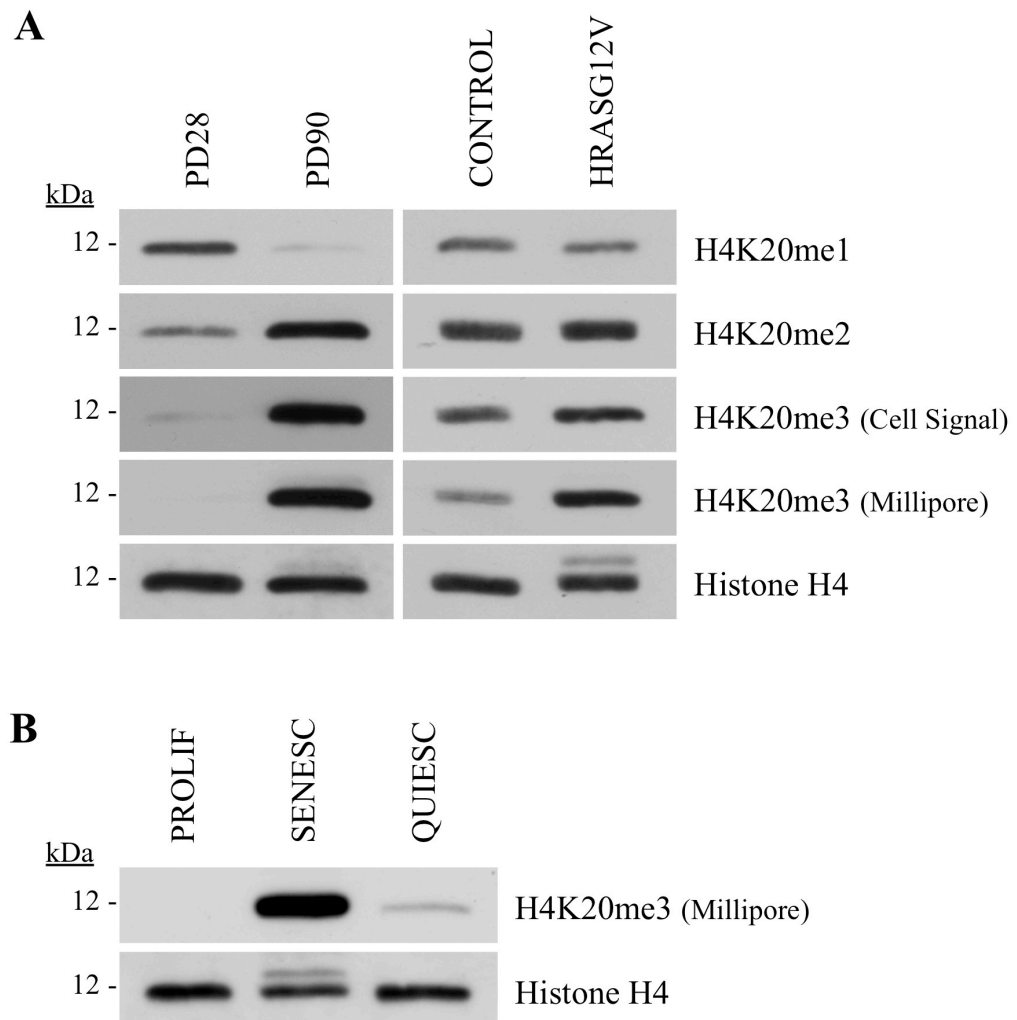 A
PD28
PD90
CONTROL
HRASG12V
kDa
12 - H4K20me1
12 - H4K20me2
12 - H4K20me3 (Cell Signal)
12 - H4K20me3 (Millipore)
12 - Histone H4
B
PROLIF
SENESC
QUIESC
kDa
12 - H4K20me3 (Millipore)
12 - Histone H4